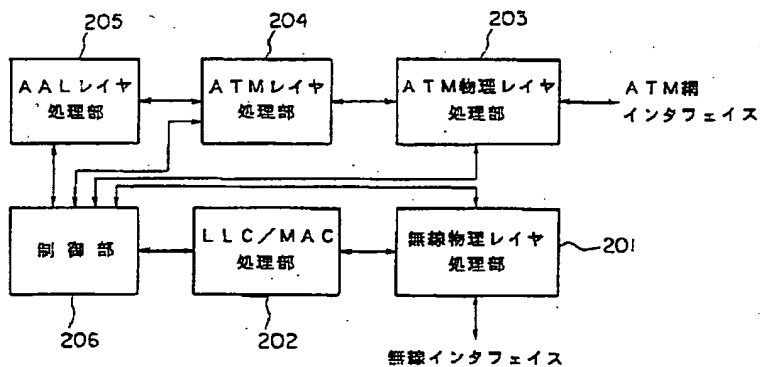 205
204
203
AALレイヤ
処理部
ATMレイヤ
処理部
ATM物理レイヤ
処理部
ATM網
インタフェイス
制御部
LLC/MAC
処理部
無線物理レイヤ
処理部
201
206
202
無線インタフェイス